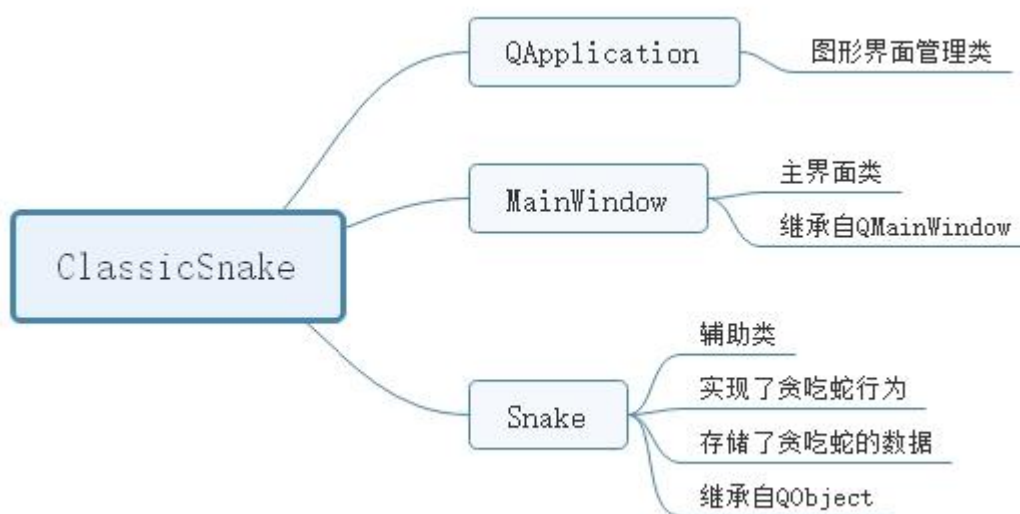 QApplication
图形界面管理类
MainWindow
主界面类
继承自QMainWindow
ClassicSnake
Snake
辅助类
实现了贪吃蛇行为
存储了贪吃蛇的数据
继承自QObject